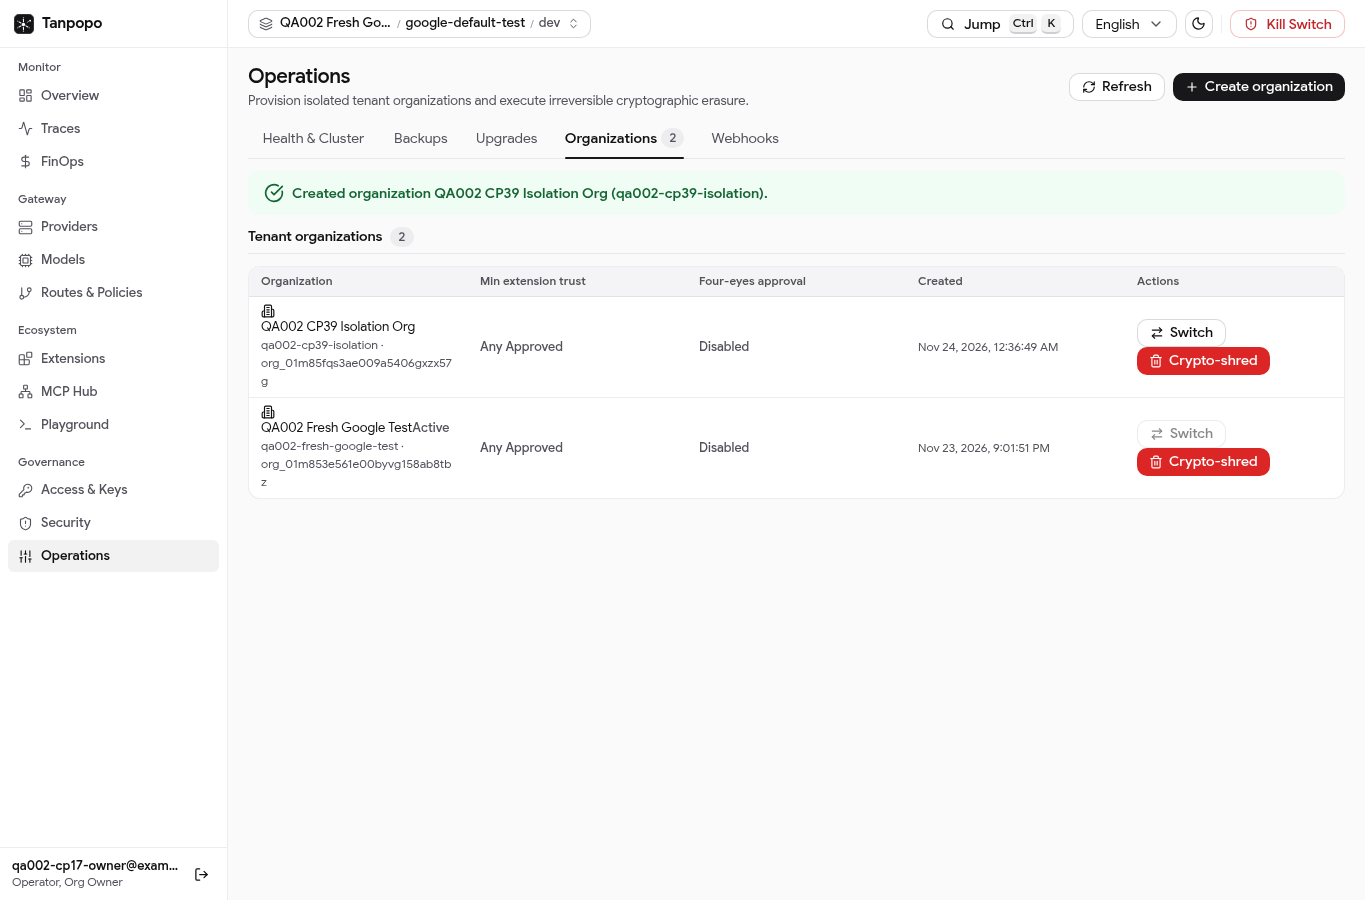 Tanpopo
QA002 Fresh Go... / google-default-test / dev
Jump Ctrl K
English
Kill Switch
Monitor
Overview
Traces
FinOps
Gateway
Providers
Models
Routes & Policies
Ecosystem
Extensions
MCP Hub
Playground
Governance
Access & Keys
Security
Operations
qa002-cp17-owner@exam...
Operator, Org Owner
Operations
Provision isolated tenant organizations and execute irreversible cryptographic erasure.
Refresh
Create organization
Health & Cluster
Backups
Upgrades
Organizations 2
Webhooks
Created organization QA002 CP39 Isolation Org (qa002-cp39-isolation).
Tenant organizations 2
Organization Min extension trust Four-eyes approval Created Actions
QA002 CP39 Isolation Org
qa002-cp39-isolation ·
org_01m85fqs3ae009a5406gxzx57
g
Any Approved
Disabled
Nov 24, 2026, 12:36:49 AM
Switch
Crypto-shred
QA002 Fresh Google TestActive
qa002-fresh-google-test ·
org_01m853e561e00byvg158ab8tb
z
Any Approved
Disabled
Nov 23, 2026, 9:01:51 PM
Switch
Crypto-shred